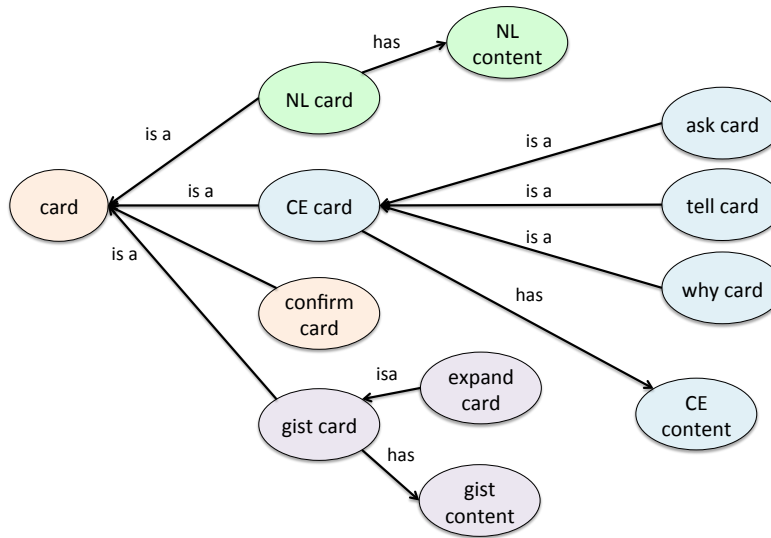 NL
content
has
NL card
ask card
is a
is a
is a
card
is a
CE card
tell card
is a
is a
confirm
card
has
why card
isa
expand
card
gist card
CE
content
has
gist
content